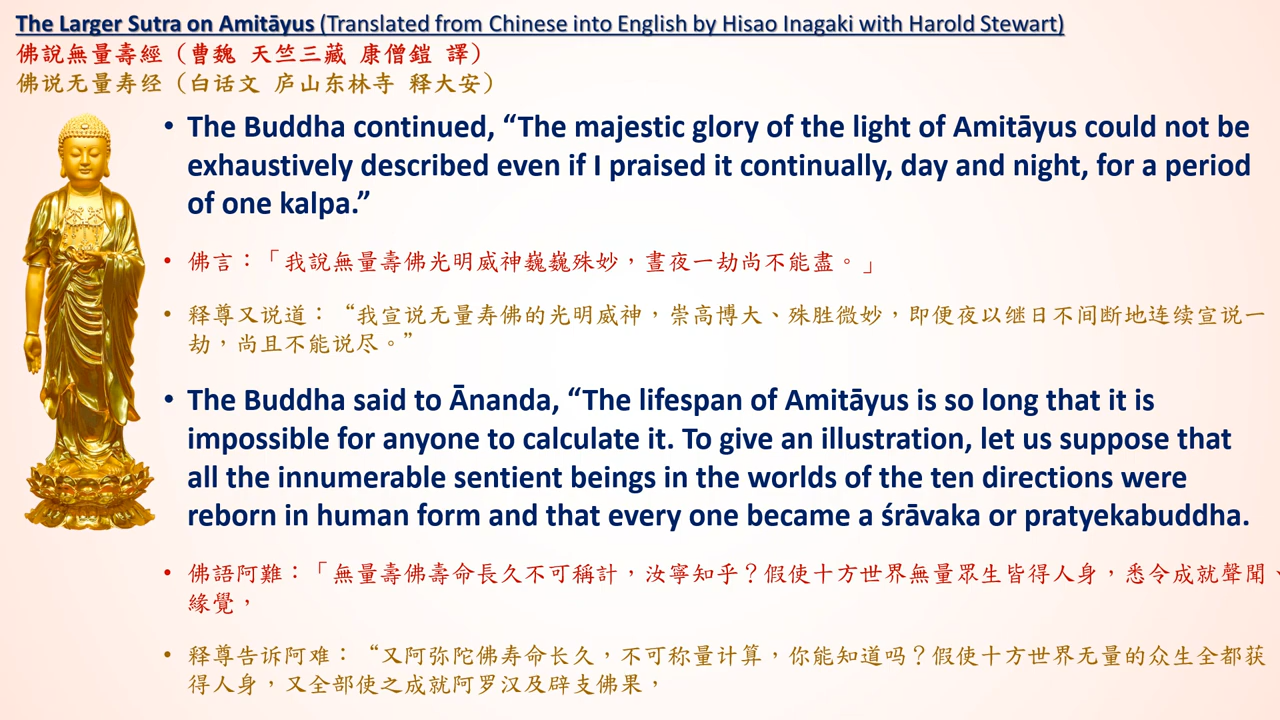 The Larger Sutra on Amitāyus (Translated from Chinese into English by Hisao Inagaki with Harold Stewart)
佛說無量壽經（曹魏 天竺三藏 康僧鎧 譯）
佛说无量寿经（白话文 庐山东林寺 释大安）
• The Buddha continued, “The majestic glory of the light of Amitāyus could not be
exhaustively described even if I praised it continually, day and night, for a period
of one kalpa.”
• 佛言：「我說無量壽佛光明威神巍巍殊妙，晝夜一劫尚不能盡。」
• 释尊又说道：“我宣说无量寿佛的光明威神，崇高博大、殊胜微妙，即便夜以继日不间断地连续宣说一
劫，尚且不能说尽。”
• The Buddha said to Ānanda, “The lifespan of Amitāyus is so long that it is
impossible for anyone to calculate it. To give an illustration, let us suppose that
all the innumerable sentient beings in the worlds of the ten directions were
reborn in human form and that every one became a śrāvaka or pratyekabuddha.
• 佛語阿難：「無量壽佛壽命長久不可稱計，汝寧知乎？假使十方世界無量眾生皆得人身，悉令成就聲聞、
緣覺，
• 释尊告诉阿难：“又阿弥陀佛寿命长久，不可称量计算，你能知道吗？假使十方世界无量的众生全都获
得人身，又全部使之成就阿罗汉及辟支佛果，